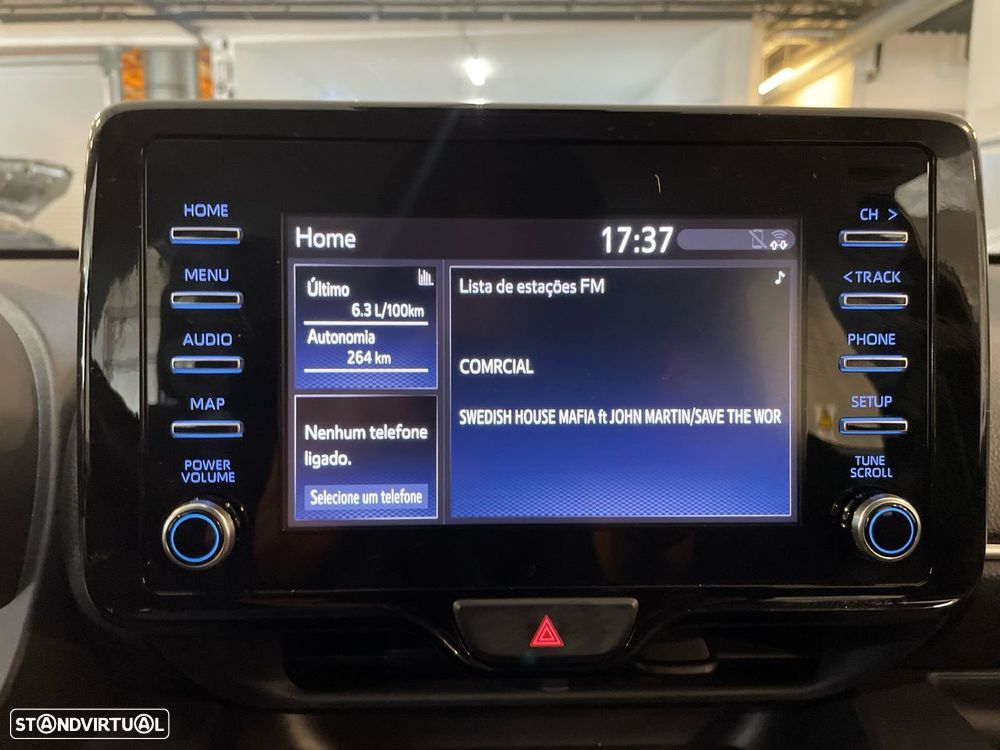 HOME
MENU
AUDIO
MAP
POWER
VOLUME
Home
17:37
Último
6.3 L/100km
Autonomia
264 km
Nenhum telefone
ligado.
Selecione um telefone
Lista de estações FM
COMRCIAL
SWEDISH HOUSE MAFIA ft JOHN MARTIN/SAVE THE WOR
CH >
<TRACK
PHONE
SETUP
TUNE
SCROLL
STANDVIRTUAL